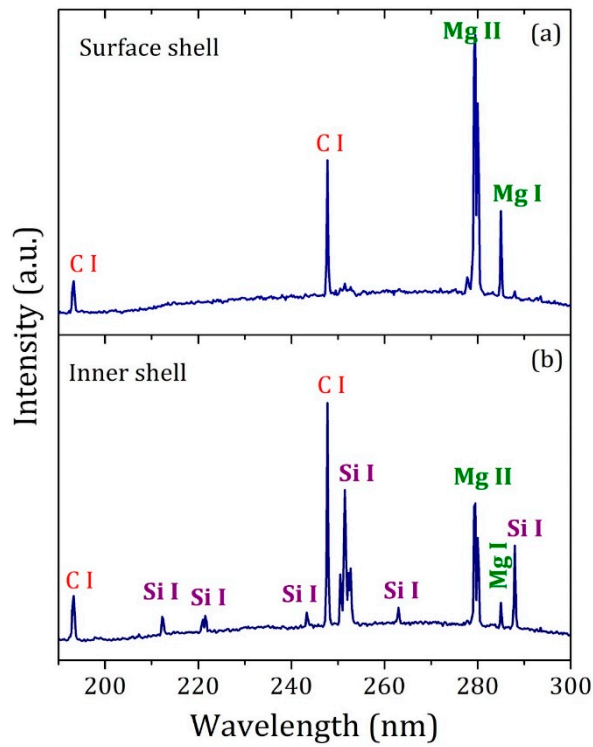 Mg II
(a)
Surface shell
C I
Mg I
C I
Intensity (a.u.)
(b)
Inner shell
C I
Si I
Mg II
Si I
Mg I
C I
Si I
Si I
Si I
Si I
200 220 240 260 280 300
Wavelength (nm)